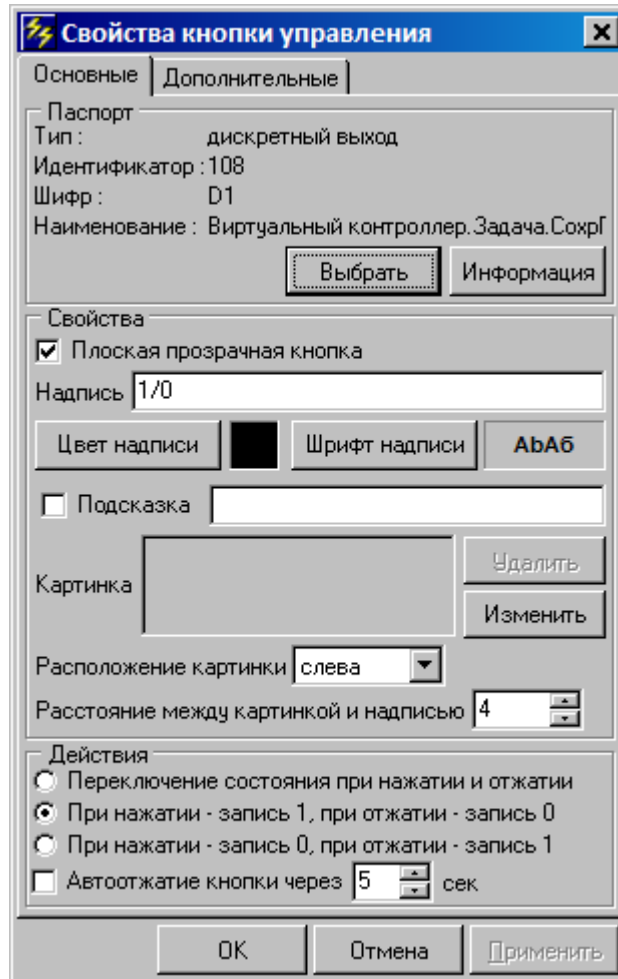 Свойства кнопки управления
Основные Дополнительные
Паспорт
Тип : дискретный выход
Идентификатор : 108
Шифр : D1
Наименование : Виртуальный контроллер.Задача.Сохр
Выбрать Информация
Свойства
Плоская прозрачная кнопка
Надпись 1/0
Цвет надписи Шрифт надписи AbAб
Подсказка
Картинка Удалить
Изменить
Расположение картинки слева
Расстояние между картинкой и надписью 4
Действия
Переключение состояния при нажатии и отжатии
При нажатии - запись 1, при отжатии - запись 0
При нажатии - запись 0, при отжатии - запись 1
Автоотжатие кнопки через 5 сек
OK Отмена Применить